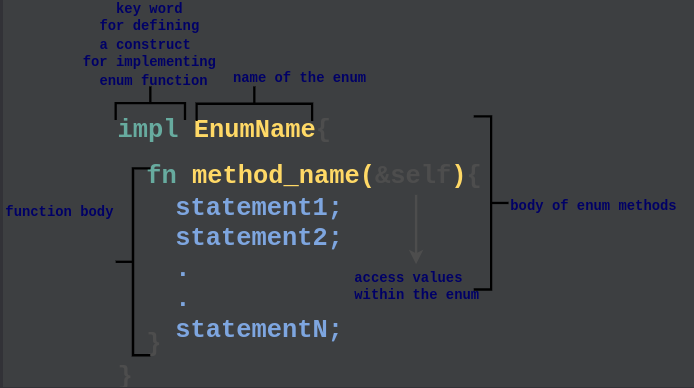 key word
for defining
a construct
for implementing
enum function
name of the enum
impl EnumName{
fn method_name(&self){
statement1;
statement2;
.
.
statementN;
}
}
function body
access values
within the enum
body of enum methods